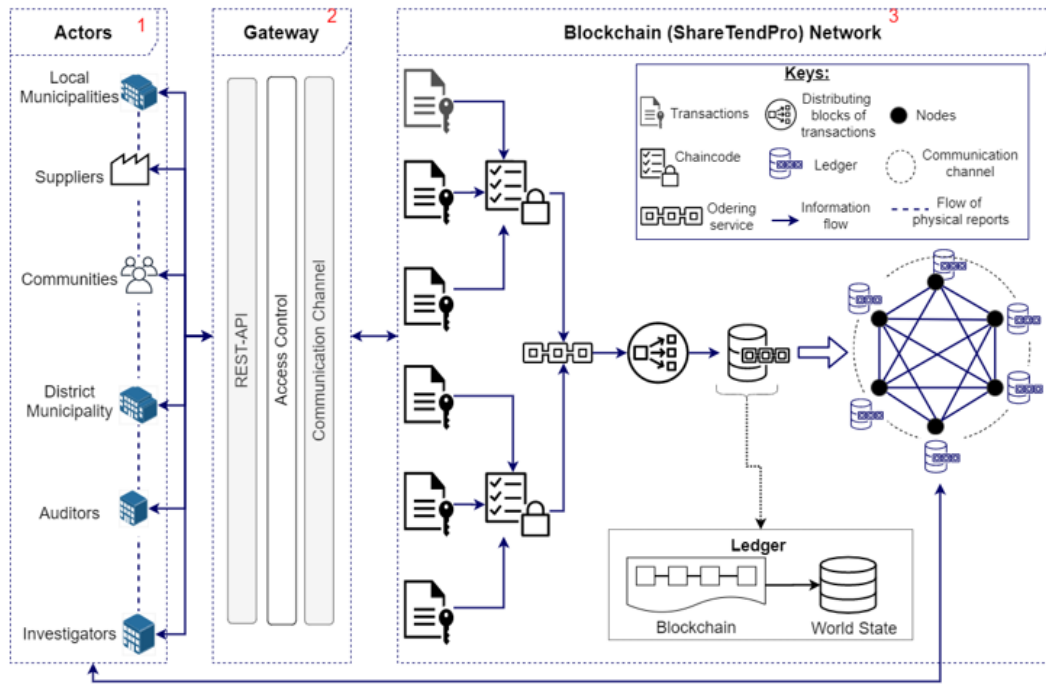 Actors
1
Gateway
2
Blockchain (ShareTendPro) Network
3
Local
Municipalities
Suppliers
Communities
District
Municipality
Auditors
Investigators
REST-API
Access Control
Communication Channel
Keys:
Transactions
Distributing
blocks of
transactions
Nodes
Chaincode
Ledger
Communication
channel
Odering
service
Information
flow
Flow of
physical reports
Ledger
Blockchain
World State